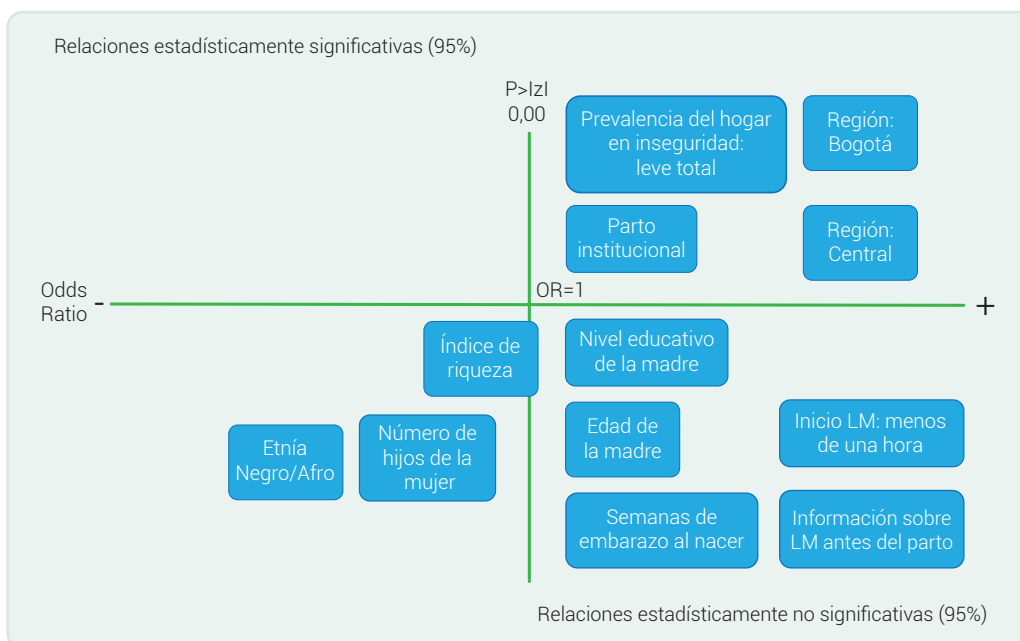 Relaciones estadísticamente significativas (95%)
P>IzI
0,00
Prevalencia del hogar
en inseguridad:
leve total
Región:
Bogotá
Parto
institucional
Región:
Central
Odds
Ratio
-
OR=1
+
Índice de
riqueza
Nivel educativo
de la madre
Etnía
Negro/Afro
Número de
hijos de la
mujer
Edad de
la madre
Inicio LM: menos
de una hora
Semanas de
embarazo al nacer
Información sobre
LM antes del parto
Relaciones estadísticamente no significativas (95%)